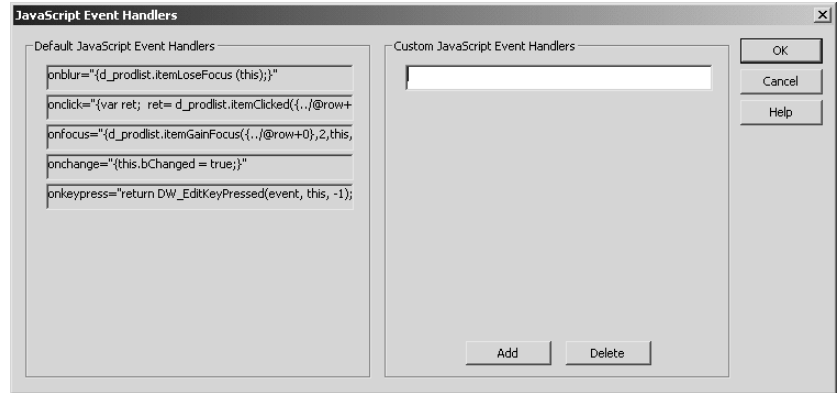 JavaScript Event Handlers
Default JavaScript Event Handlers
onblur="{d_prodlist.itemLoseFocus (this);}"
onclick="{var ret;  ret= d_prodlist.itemClicked({../@row+
onfocus="{d_prodlist.itemGainFocus({../@row+0},2,this,
onchange="{this.bChanged = true;}"
onkeypress="return DW_EditKeyPressed(event, this, -1);
Custom JavaScript Event Handlers
Add
Delete
OK
Cancel
Help